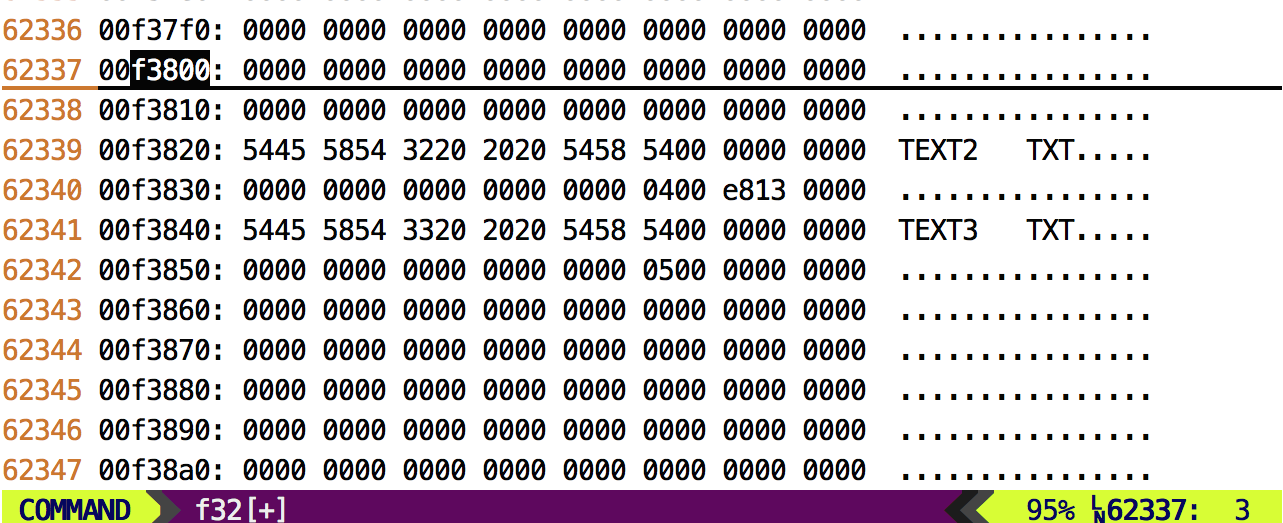 62336 00f37f0: 0000 0000 0000 0000 0000 0000 0000 0000 ................
62337 00f3800: 0000 0000 0000 0000 0000 0000 0000 0000 ................
62338 00f3810: 0000 0000 0000 0000 0000 0000 0000 0000 ................
62339 00f3820: 5445 5854 3220 2020 5458 5400 0000 0000 TEXT2   TXT.....
62340 00f3830: 0000 0000 0000 0000 0000 0400 e813 0000 ................
62341 00f3840: 5445 5854 3320 2020 5458 5400 0000 0000 TEXT3   TXT.....
62342 00f3850: 0000 0000 0000 0000 0000 0500 0000 0000 ................
62343 00f3860: 0000 0000 0000 0000 0000 0000 0000 0000 ................
62344 00f3870: 0000 0000 0000 0000 0000 0000 0000 0000 ................
62345 00f3880: 0000 0000 0000 0000 0000 0000 0000 0000 ................
62346 00f3890: 0000 0000 0000 0000 0000 0000 0000 0000 ................
62347 00f38a0: 0000 0000 0000 0000 0000 0000 0000 0000 ................
COMMAND f32[+] 95% LN 62337: 3